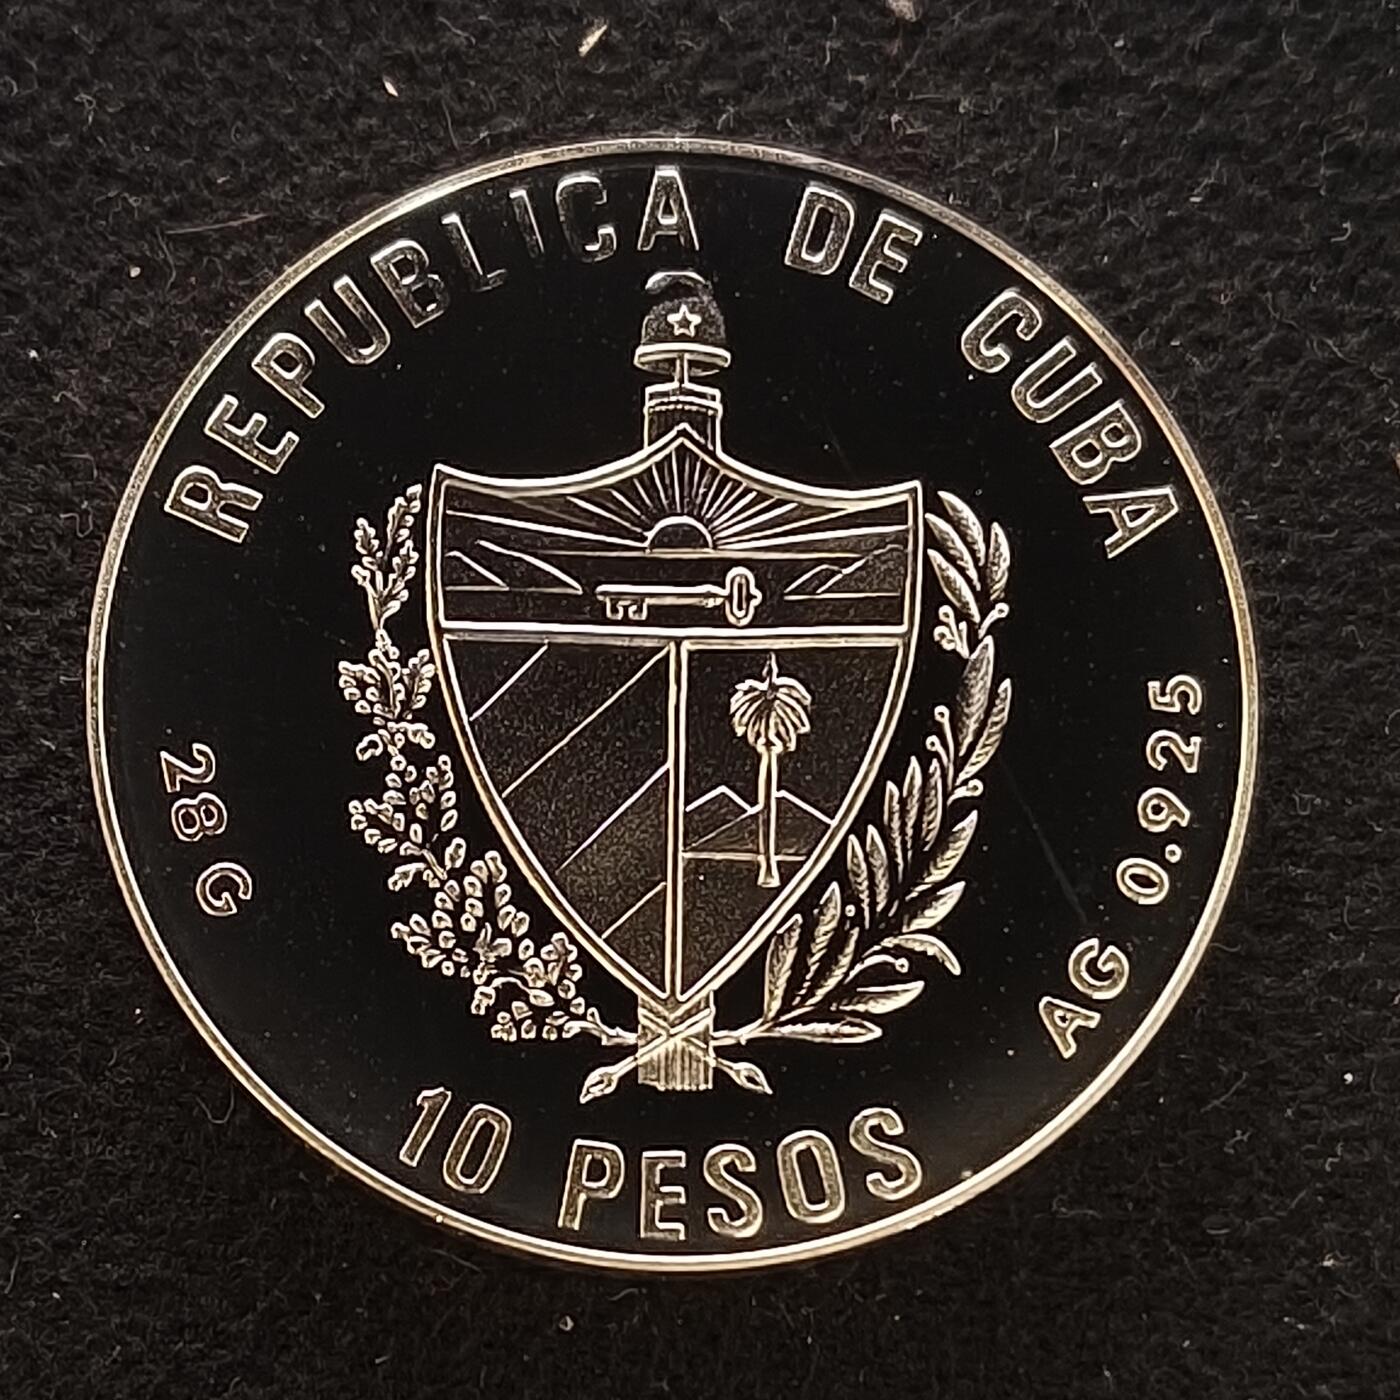 REPUBLICA DE CUBA
28 G
AG 0.925
10 PESOS